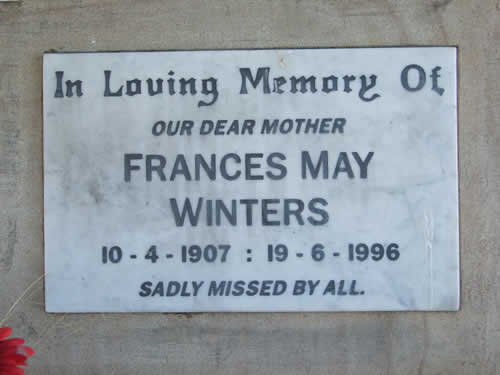 In Loving Memory Of
OUR DEAR MOTHER
FRANCES MAY
WINTERS
10 - 4 - 1907 : 19 - 6 - 1996
SADLY MISSED BY ALL.